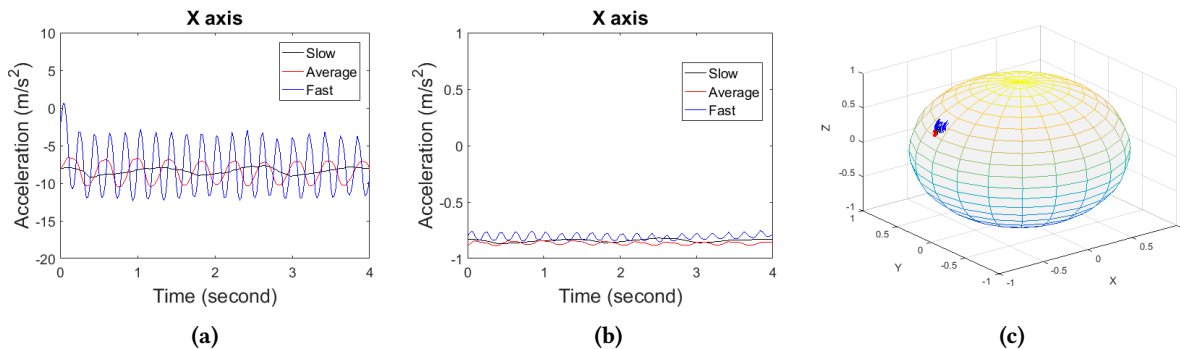 X axis
10
5
0
-5
-10
-15
-20
Acceleration (m/s²)
Slow
Average
Fast
0 1 2 3 4
Time (second)
(a)
X axis
1
0.5
0
-0.5
-1
Acceleration (m/s²)
Slow
Average
Fast
0 1 2 3 4
Time (second)
(b)
1
0.5
0
-0.5
-1
Z
1
0.5
0
-0.5
-1
Y
-1
-0.5
0
0.5
X
(c)